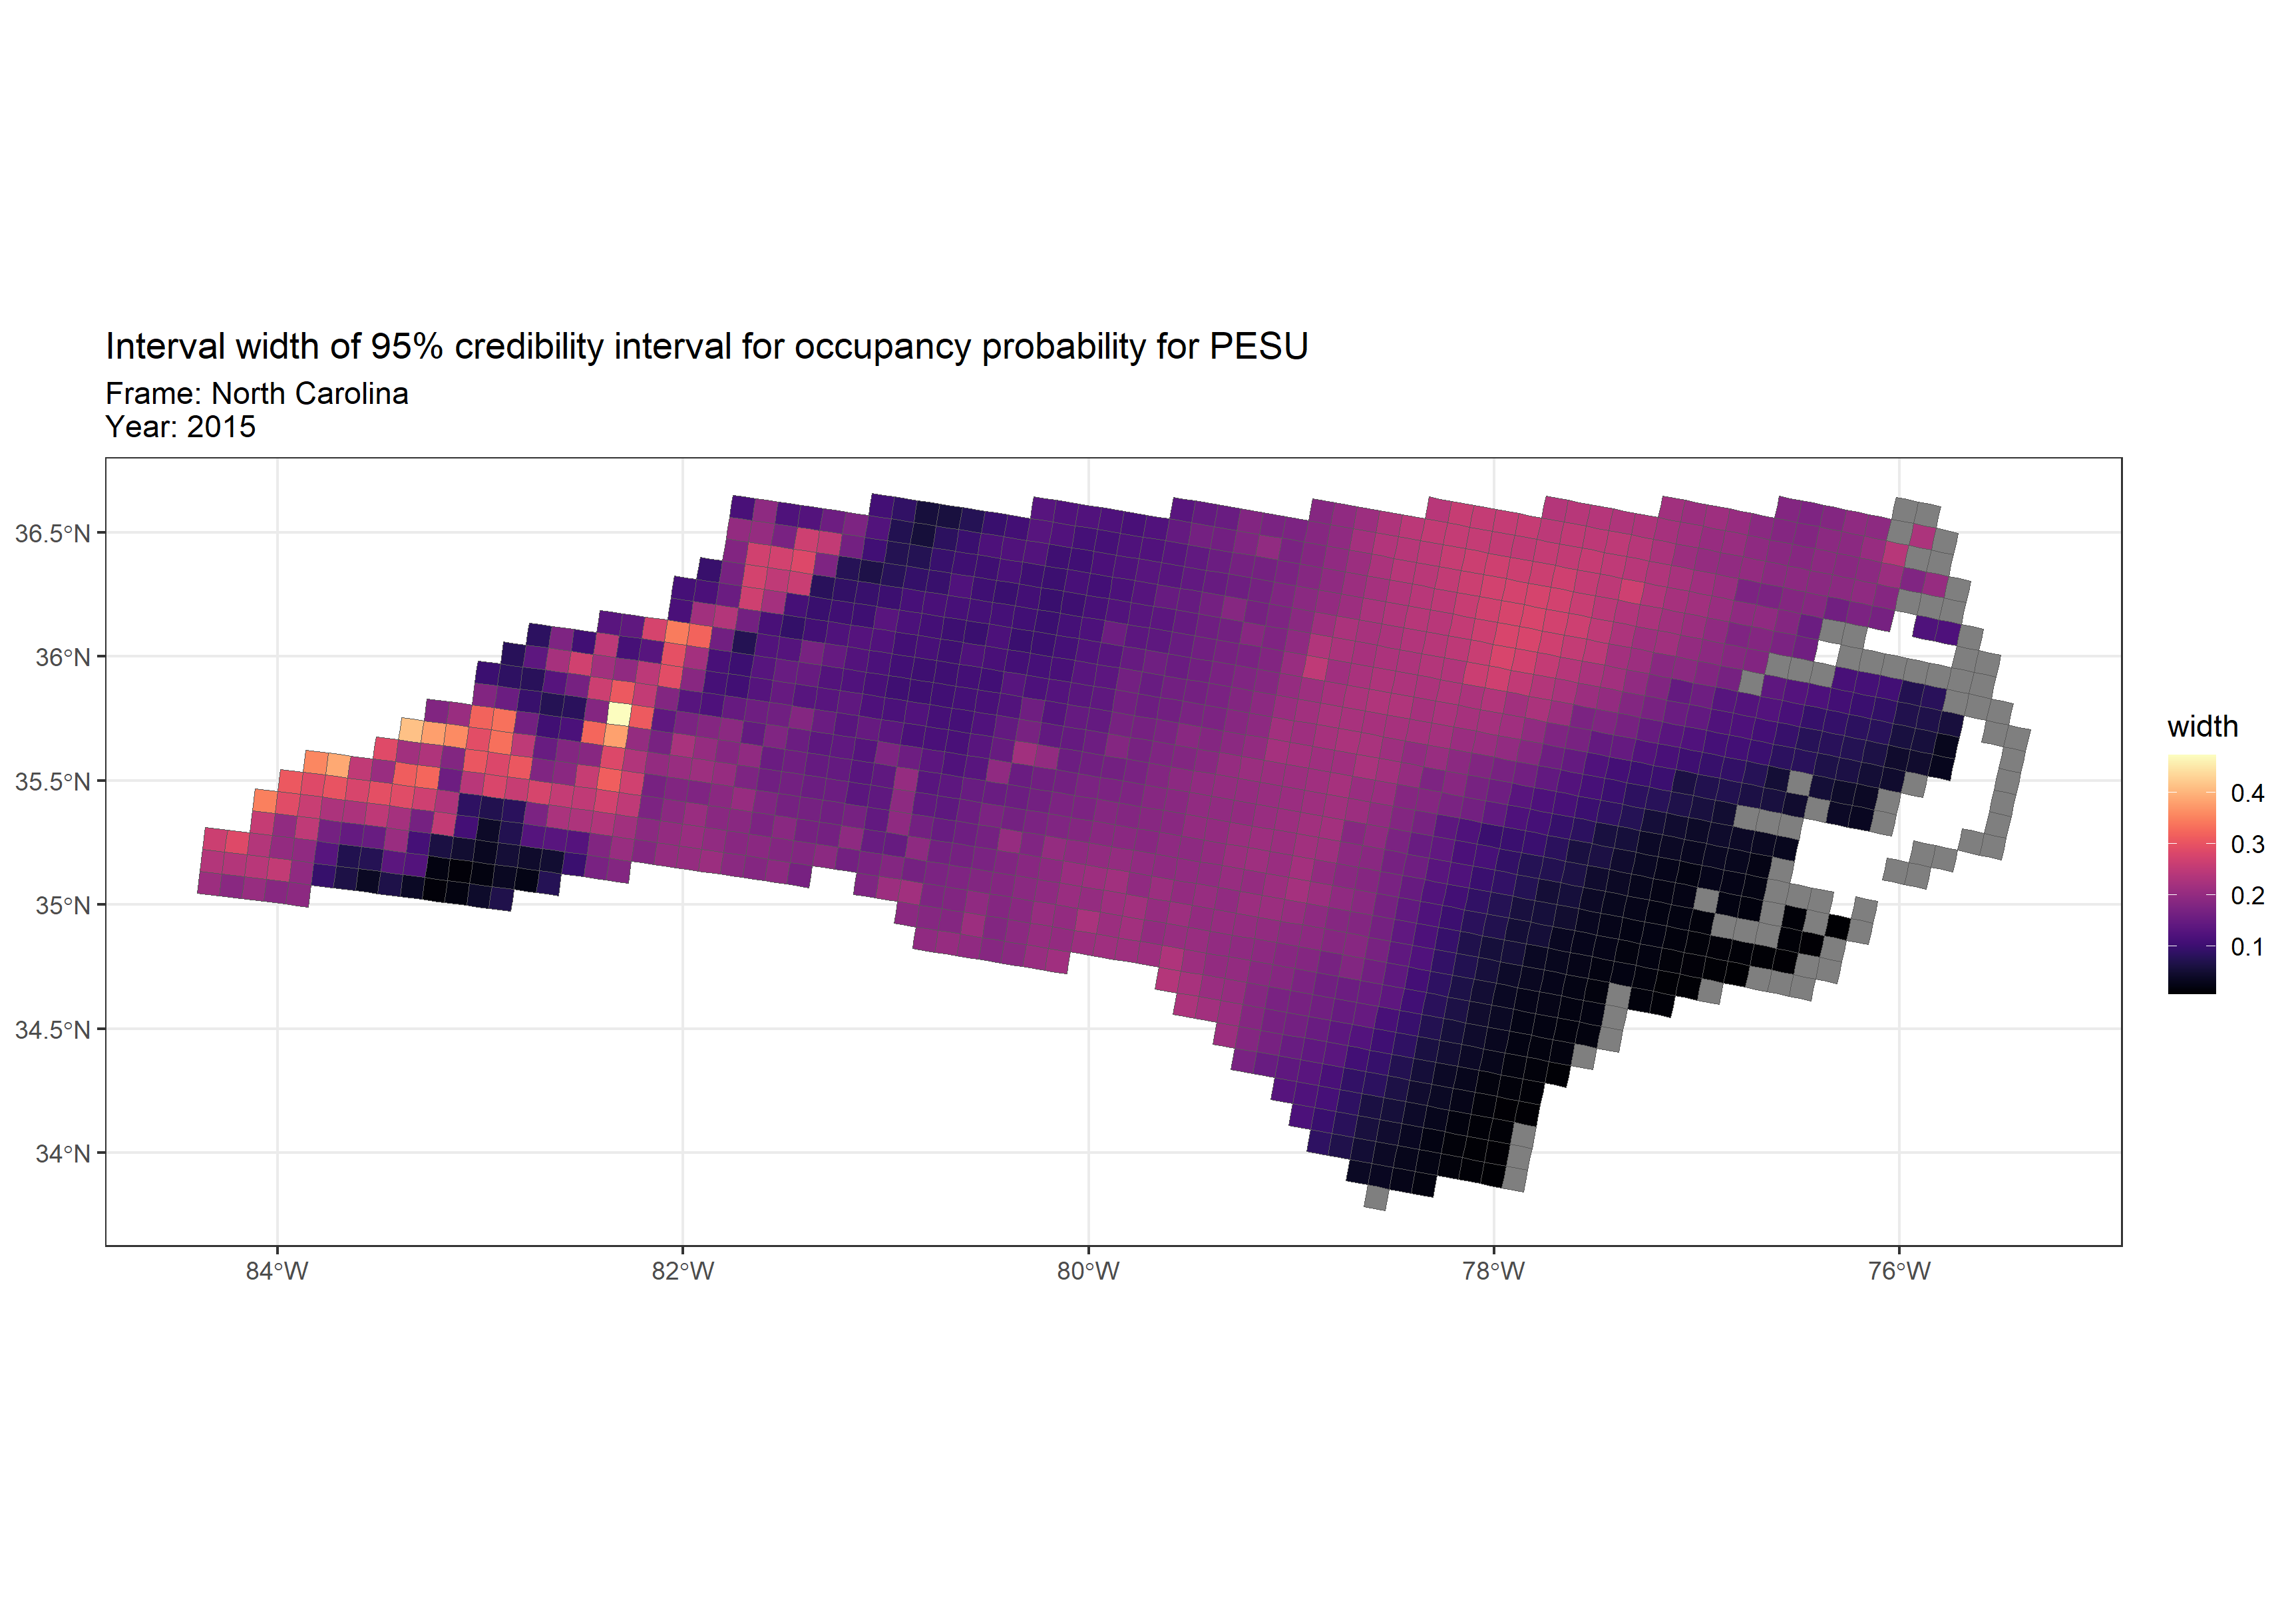 Interval width of 95% credibility interval for occupancy probability for PESU
Frame: North Carolina
Year: 2015
36.5°N
36°N
35.5°N
35°N
34.5°N
34°N
84°W
82°W
80°W
78°W
76°W
width
0.4
0.3
0.2
0.1